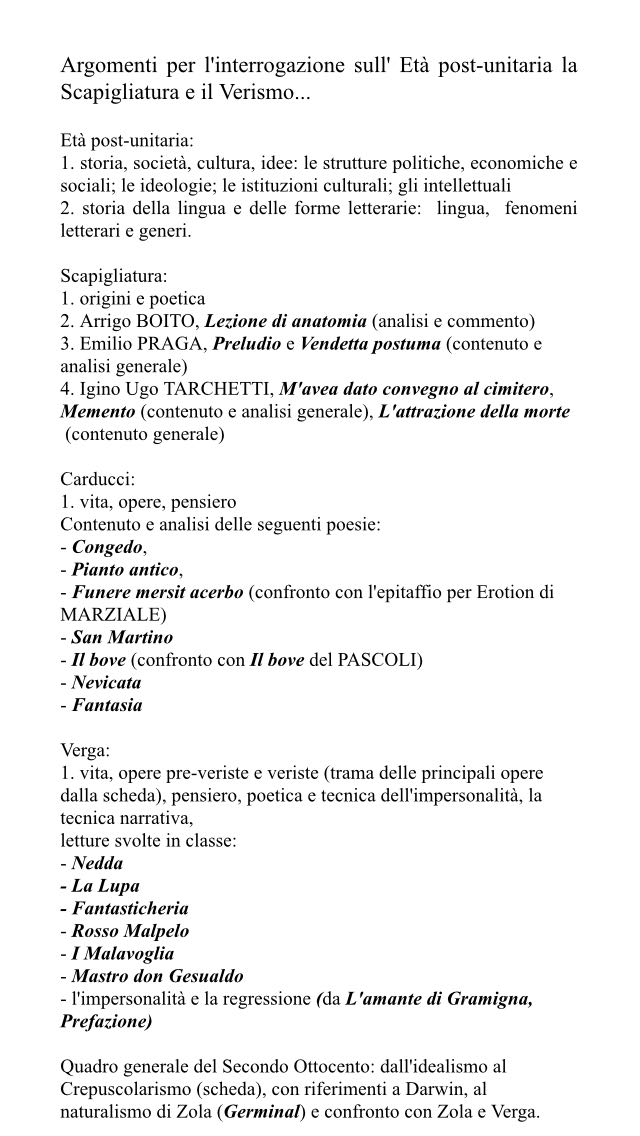 Argomenti per l'interrogazione sull' Età post-unitaria la
Scapigliatura e il Verismo...
Età post-unitaria:
1. storia, società, cultura, idee: le strutture politiche, economiche e
sociali; le ideologie; le istituzioni culturali; gli intellettuali
2. storia della lingua e delle forme letterarie: lingua, fenomeni
letterari e generi.
Scapigliatura:
1. origini e poetica
2. Arrigo BOITO, Lezione di anatomia (analisi e commento)
3. Emilio PRAGA, Preludio e Vendetta postuma (contenuto e
analisi generale)
4. Igino Ugo TARCHETTI, M'avea dato convegno al cimitero,
Memento (contenuto e analisi generale), L'attrazione della morte
(contenuto generale)
Carducci:
1. vita, opere, pensiero
Contenuto e analisi delle seguenti poesie:
- Congedo,
- Pianto antico,
- Funere mersit acerbo (confronto con l'epitaffio per Erotion di
MARZIALE)
- San Martino
- Il bove (confronto con Il bove del PASCOLI)
- Nevicata
- Fantasia
Verga:
1. vita, opere pre-veriste e veriste (trama delle principali opere
dalla scheda), pensiero, poetica e tecnica dell'impersonalità, la
tecnica narrativa,
letture svolte in classe:
- Nedda
- La Lupa
- Fantasticheria
- Rosso Malpelo
- I Malavoglia
- Mastro don Gesualdo
- l'impersonalità e la regressione (da L'amante di Gramigna,
Prefazione)
Quadro generale del Secondo Ottocento: dall'idealismo al
Crepuscolarismo (scheda), con riferimenti a Darwin, al
naturalismo di Zola (Germinal) e confronto con Zola e Verga.